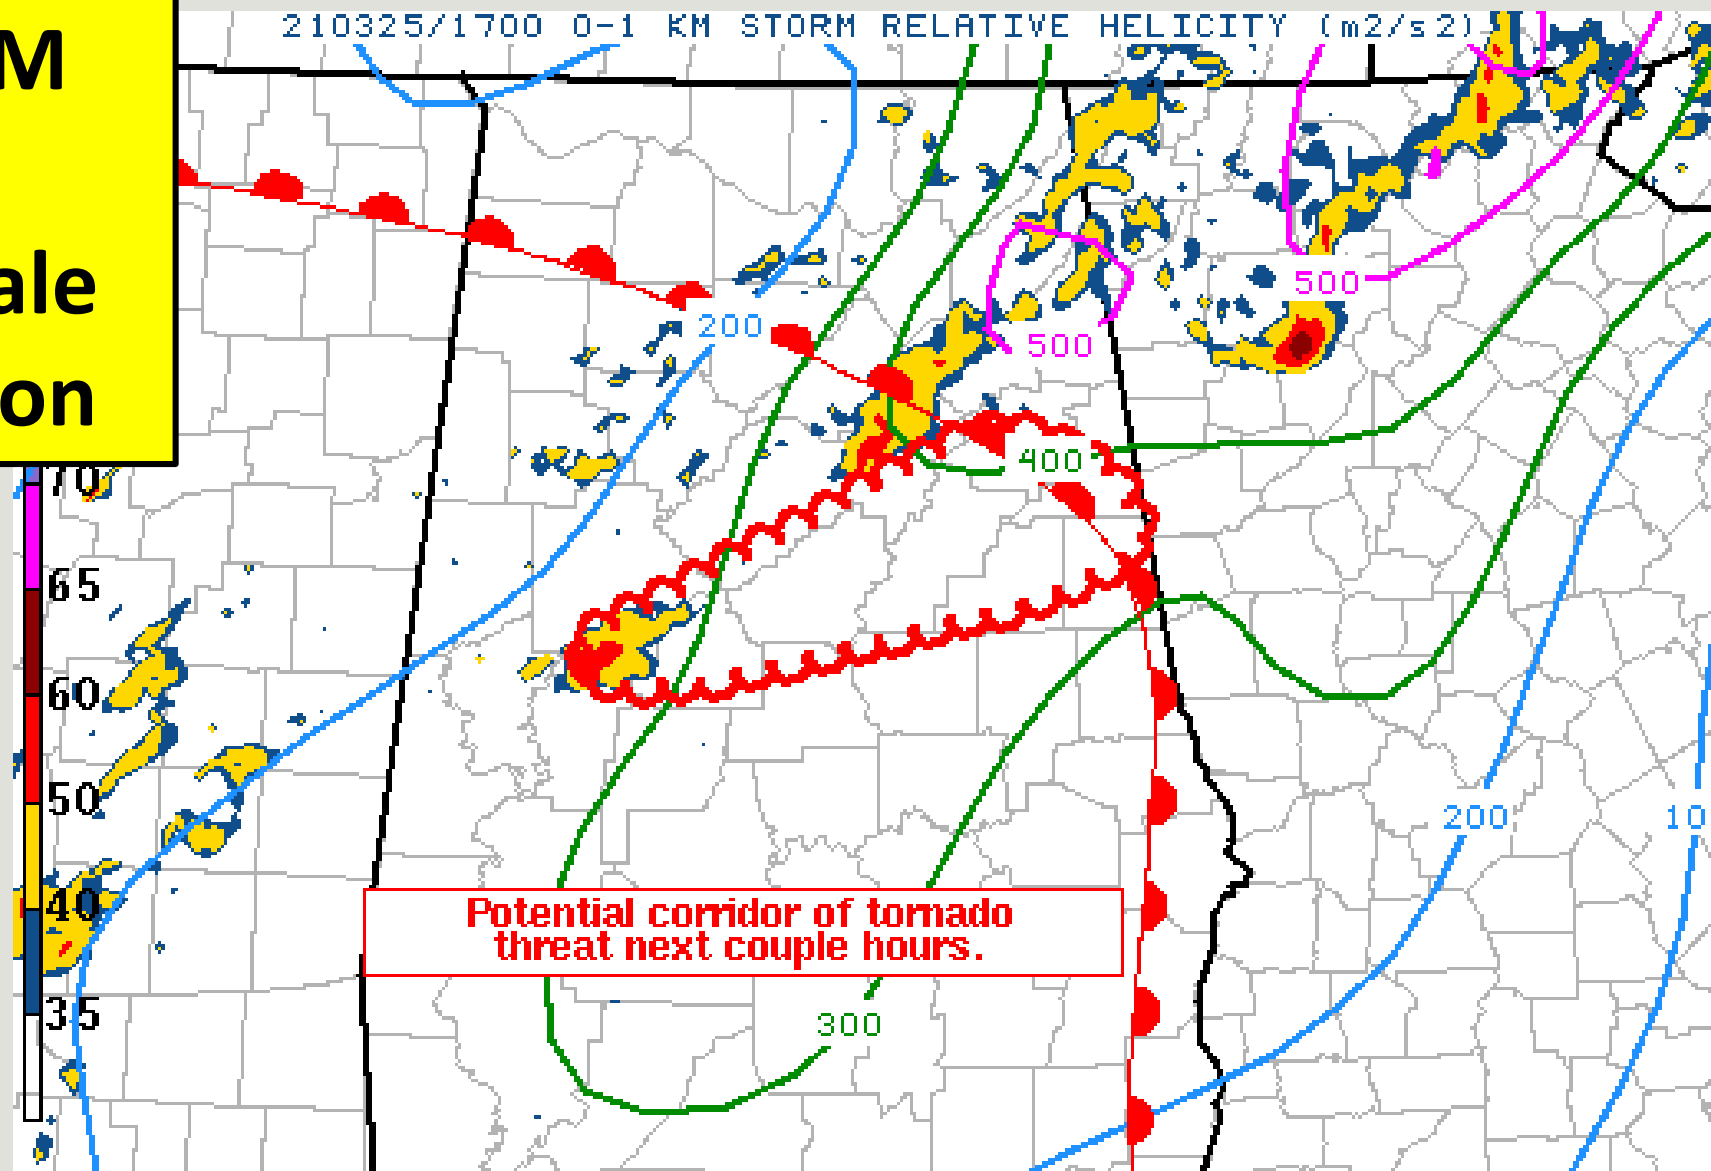 210325/1700 0-1 KM STORM RELATIVE HELICITY (m2/s2)
M
ale
on
200
500
500
400
70
65
60
50
40
35
200
10
Potential corridor of tornado
threat next couple hours.
300